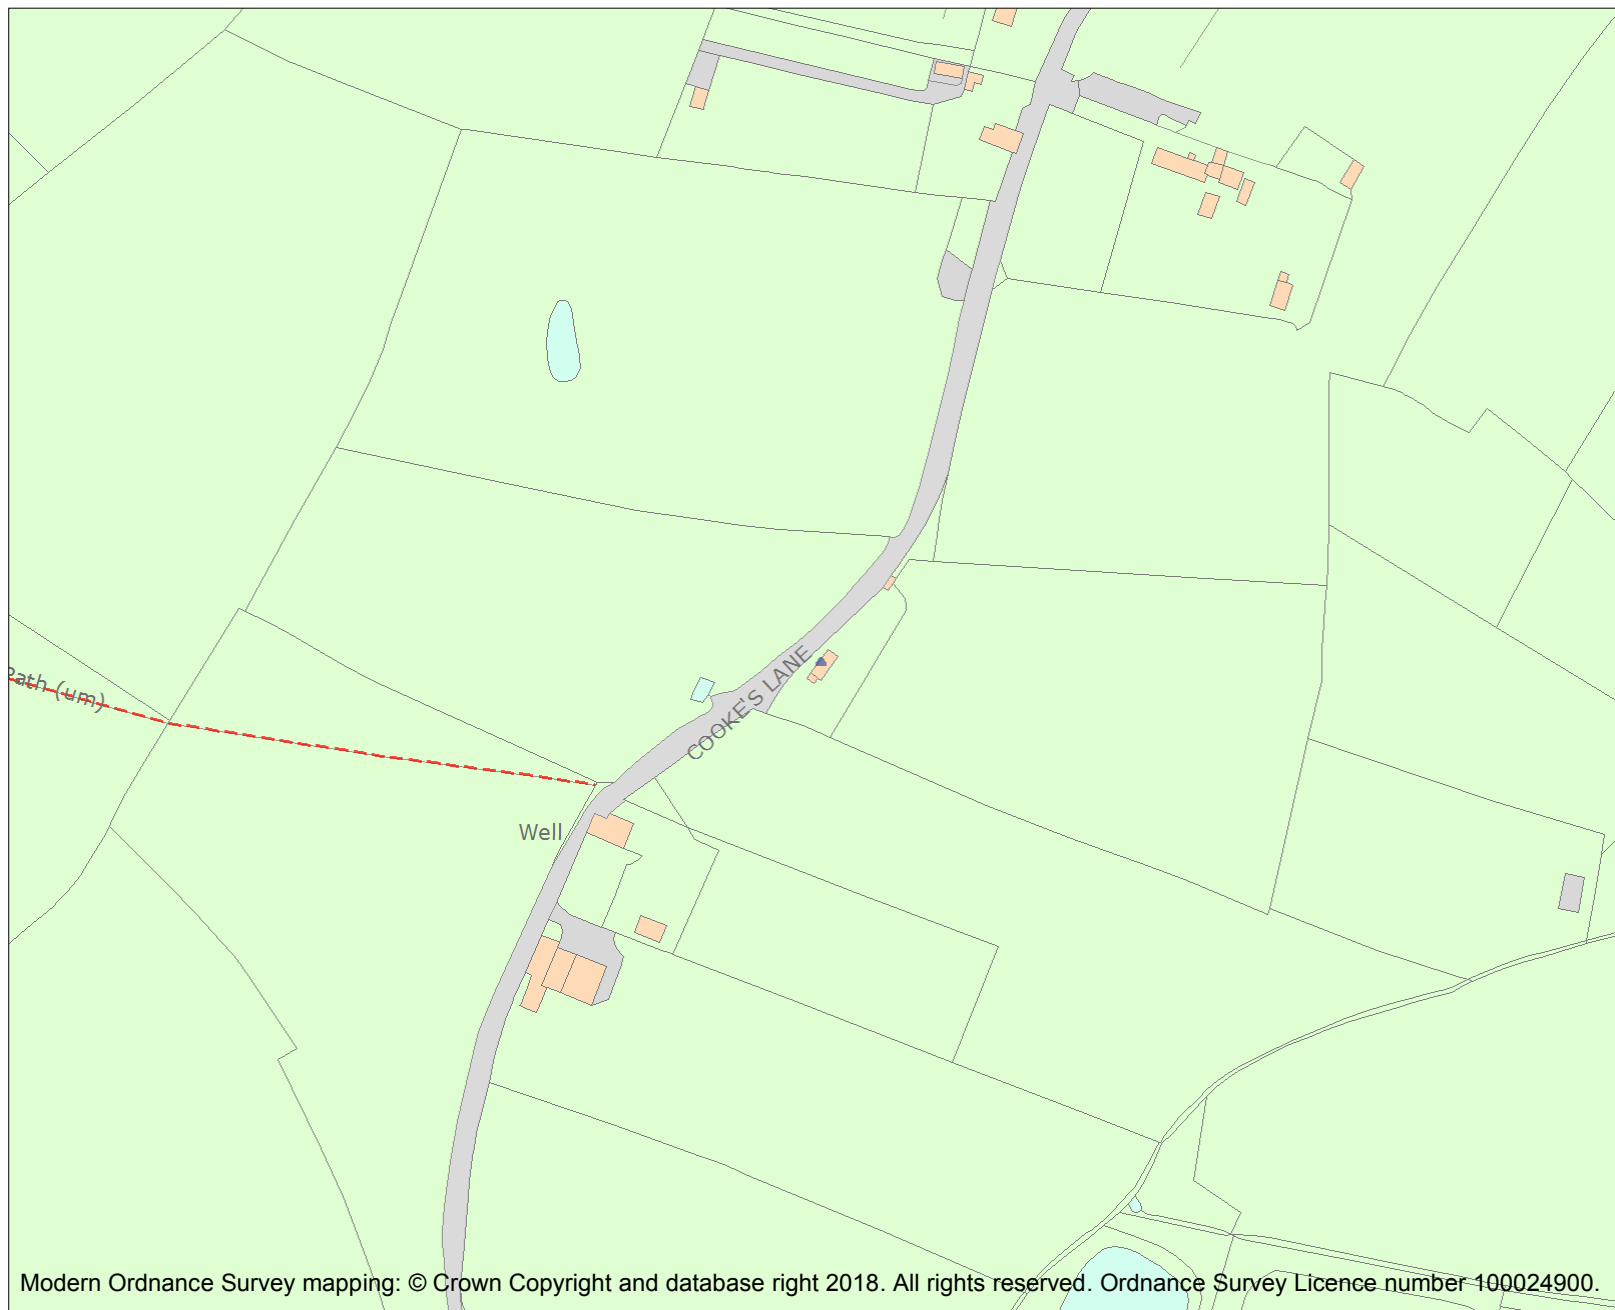 COOKE'S LANE
Path (um)
Well
Modern Ordnance Survey mapping: © Crown Copyright and database right 2018. All rights reserved. Ordnance Survey Licence number 100024900.